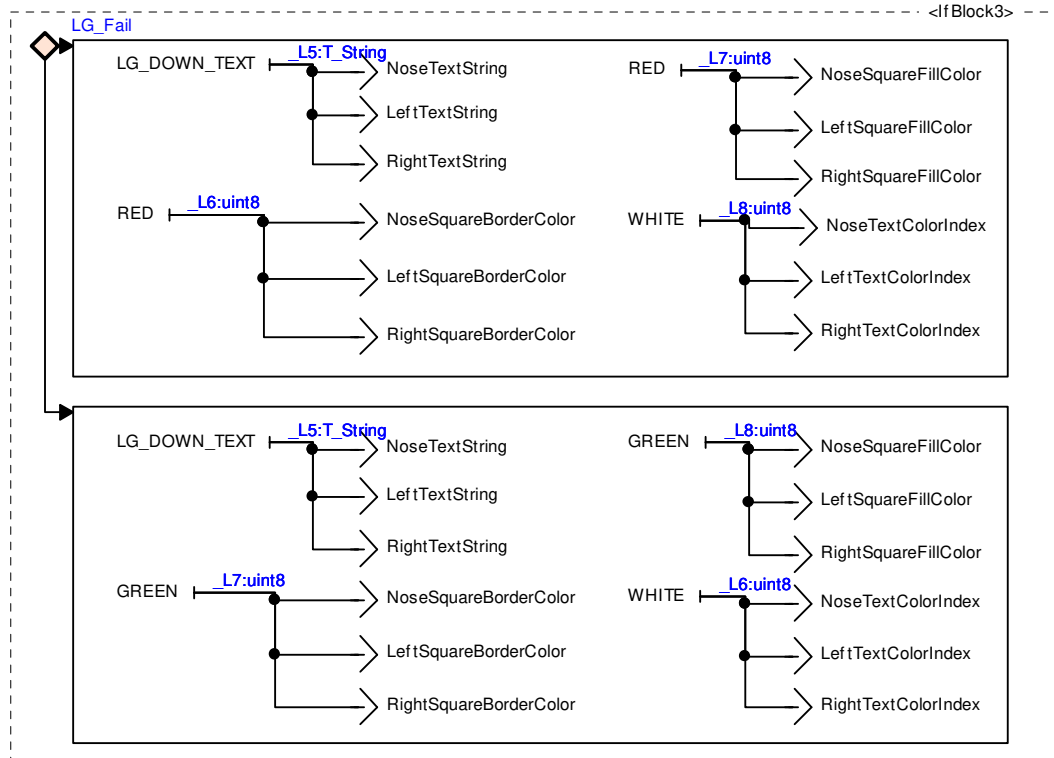 <IfBlock3>
LG_Fail
LG_DOWN_TEXT
_L5:T_String
NoseTextString
LeftTextString
RightTextString
RED
_L7:uint8
NoseSquareFillColor
LeftSquareFillColor
RightSquareFillColor
RED
_L6:uint8
NoseSquareBorderColor
LeftSquareBorderColor
RightSquareBorderColor
WHITE
_L8:uint8
NoseTextColorIndex
LeftTextColorIndex
RightTextColorIndex
LG_DOWN_TEXT
_L5:T_String
NoseTextString
LeftTextString
RightTextString
GREEN
_L8:uint8
NoseSquareFillColor
LeftSquareFillColor
RightSquareFillColor
GREEN
_L7:uint8
NoseSquareBorderColor
LeftSquareBorderColor
RightSquareBorderColor
WHITE
_L6:uint8
NoseTextColorIndex
LeftTextColorIndex
RightTextColorIndex